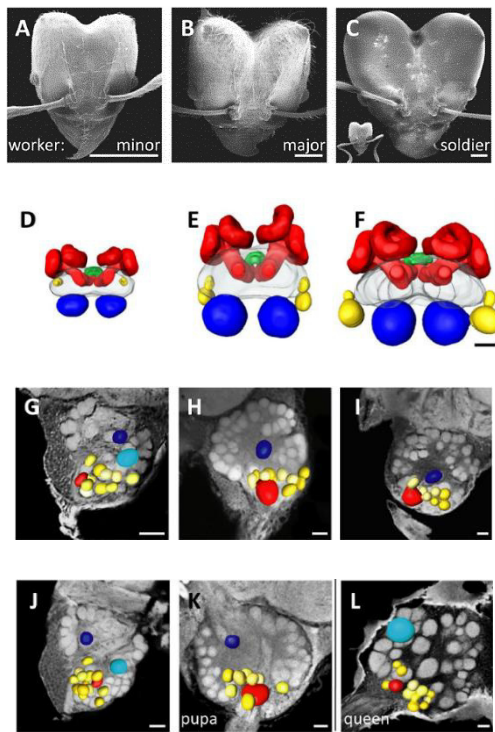 A B C
worker: minor major soldier
D E F
G H I
J K L
pupa queen